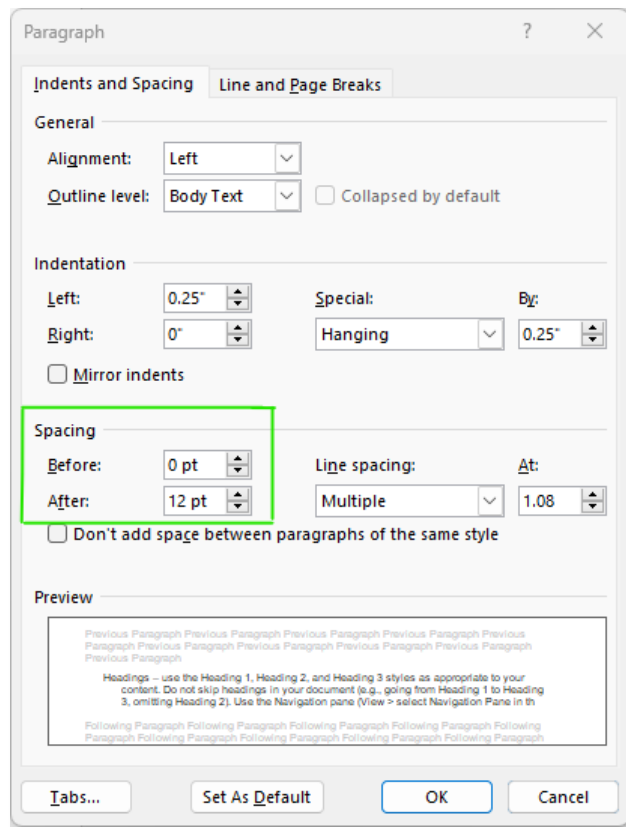 Paragraph ?
Indents and Spacing Line and Page Breaks
General
Alignment: Left
Outline level: Body Text Collapsed by default
Indentation
Left: 0.25" Special: By:
Right: 0" Hanging 0.25"
Mirror indents
Spacing
Before: 0 pt Line spacing: At:
After: 12 pt Multiple 1.08
Don't add space between paragraphs of the same style
Preview
Previous Paragraph Previous Paragraph Previous Paragraph Previous Paragraph Previous
Paragraph Previous Paragraph Previous Paragraph Previous Paragraph Previous Paragraph
Previous Paragraph
Headings – use the Heading 1, Heading 2, and Heading 3 styles as appropriate to your
content. Do not skip headings in your document (e.g., going from Heading 1 to Heading
3, omitting Heading 2). Use the Navigation pane (View > select Navigation Pane in th
Following Paragraph Following Paragraph Following Paragraph Following Paragraph Following
Paragraph Following Paragraph Following Paragraph Following Paragraph Following Paragraph
Tabs... Set As Default OK Cancel